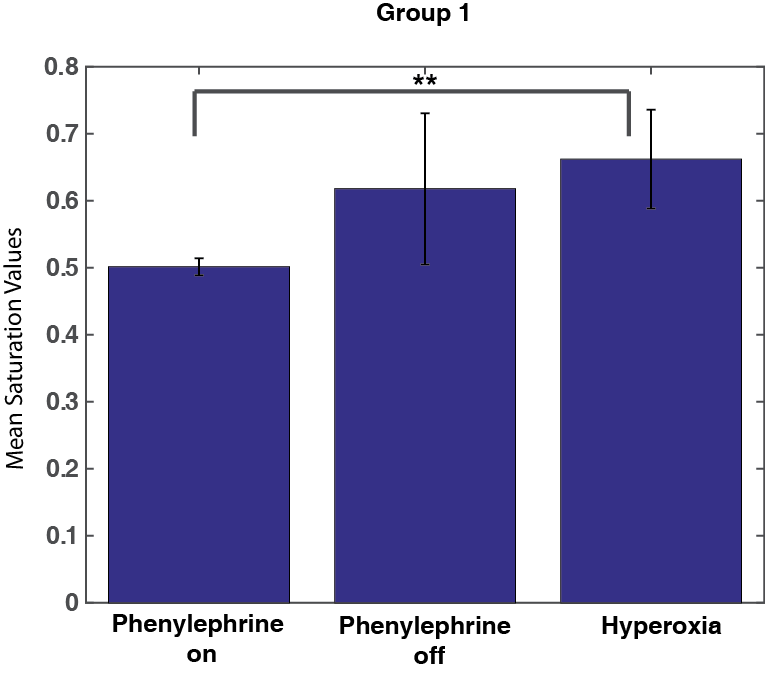 Group 1
0.8
**
0.7
0.6
0.5
0.4
0.3
0.2
0.1
0
Mean Saturation Values
Phenylephrine
on
Phenylephrine
off
Hyperoxia